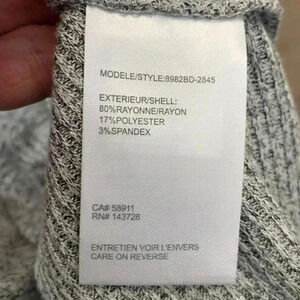 MODELE/STYLE:8982BD-2845
EXTERIEUR/SHELL:
80%RAYONNE/RAYON
17%POLYESTER
3%SPANDEX
CA# 58911
RN# 143728
ENTRETIEN VOIR L'ENVERS
CARE ON REVERSE